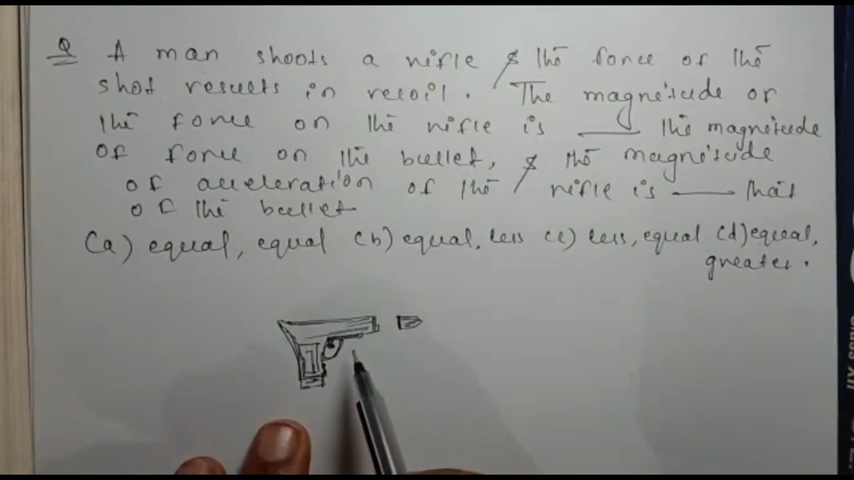 Q A man shoots a rifle & the force of the
shot results in recoil. The magnitude of
the force on the rifle is ____ the magnitude
of force on the bullet, & the magnitude
of acceleration of the rifle is ____ that
of the bullet
(a) equal, equal (b) equal, less (c) less, equal (d) equal,
greater.